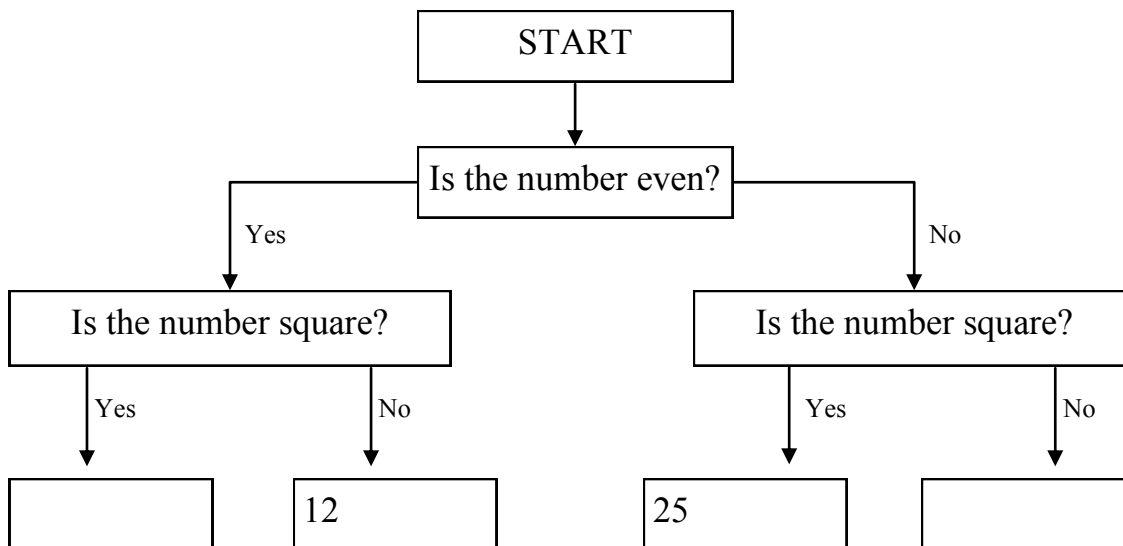 START
Is the number even?
Yes
No
Is the number square?
Is the number square?
Yes
No
Yes
No
12
25